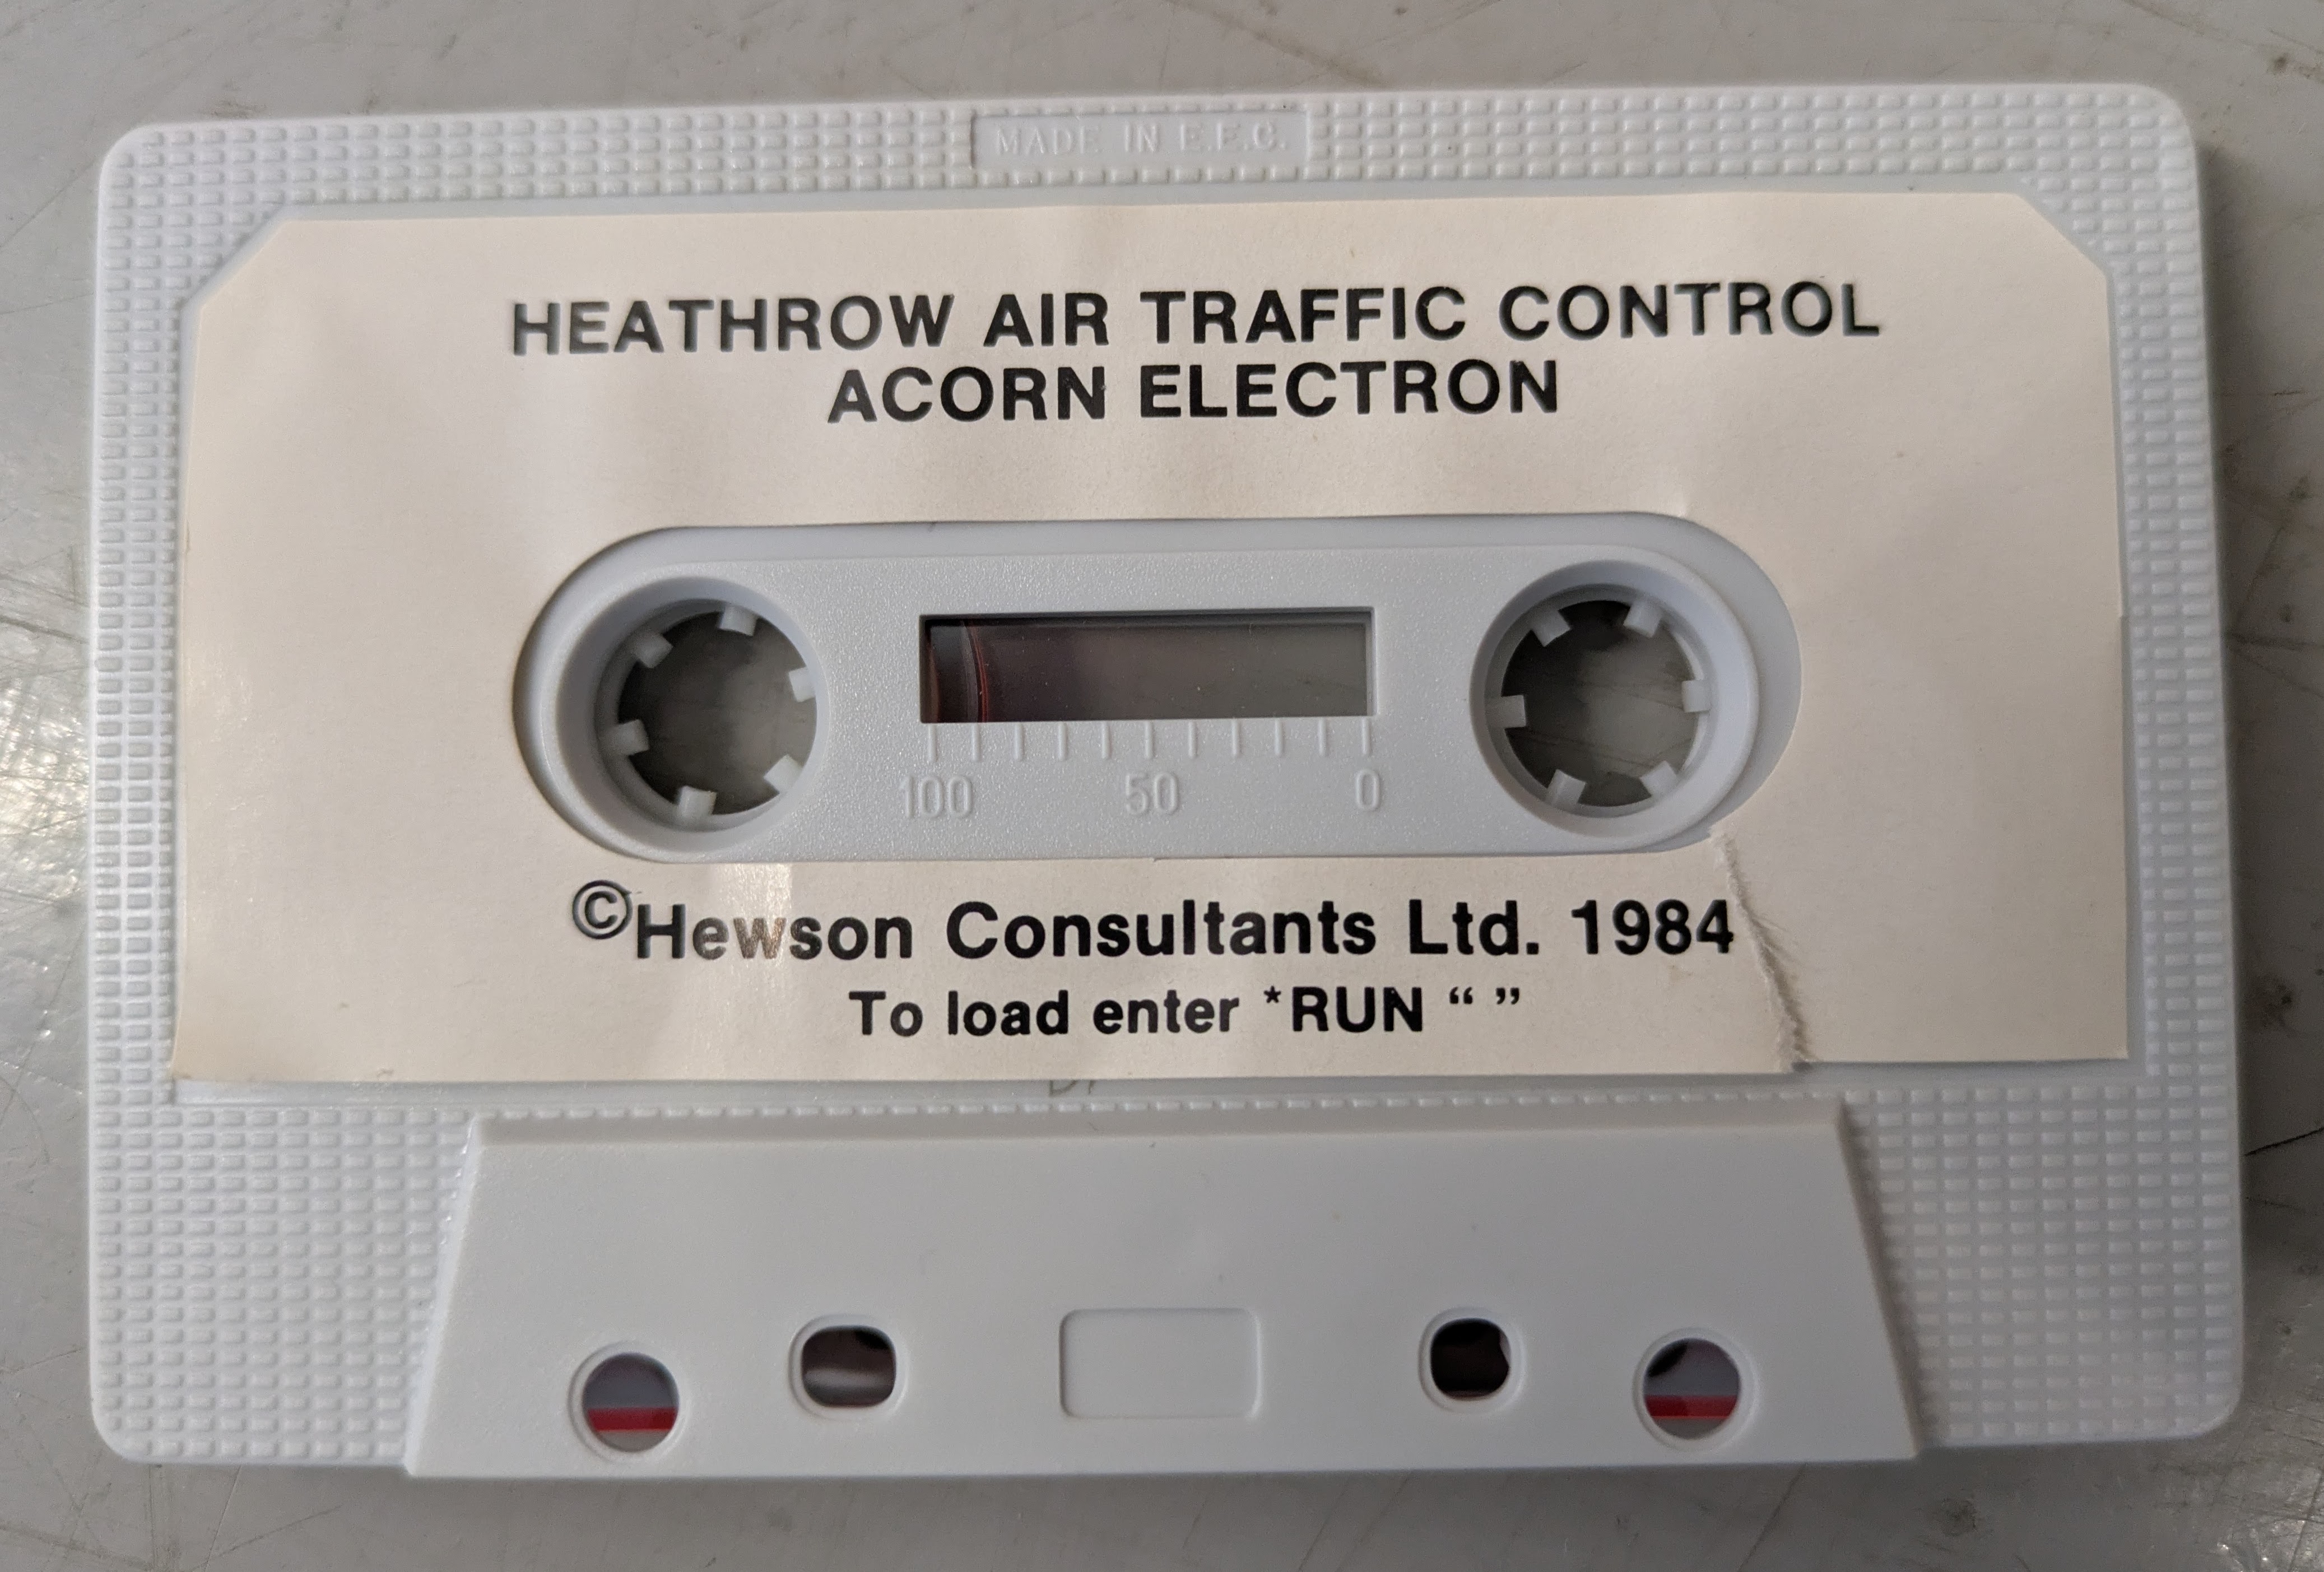 MADE IN E.E.C.
HEATHROW AIR TRAFFIC CONTROL
ACORN ELECTRON
100 50 0
©Hewson Consultants Ltd. 1984
To load enter *RUN “ ”